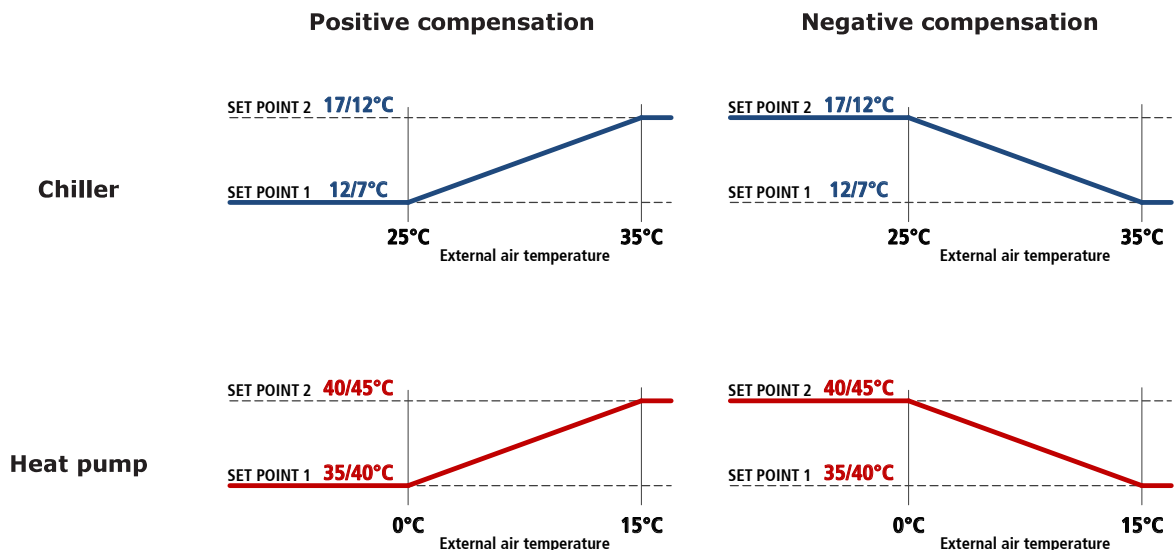 Positive compensation
Negative compensation
SET POINT 2 17/12°C
SET POINT 2 17/12°C
Chiller
SET POINT 1 12/7°C
SET POINT 1 12/7°C
25°C 35°C
25°C 35°C
External air temperature
External air temperature
SET POINT 2 40/45°C
SET POINT 2 40/45°C
Heat pump
SET POINT 1 35/40°C
SET POINT 1 35/40°C
0°C 15°C
0°C 15°C
External air temperature
External air temperature